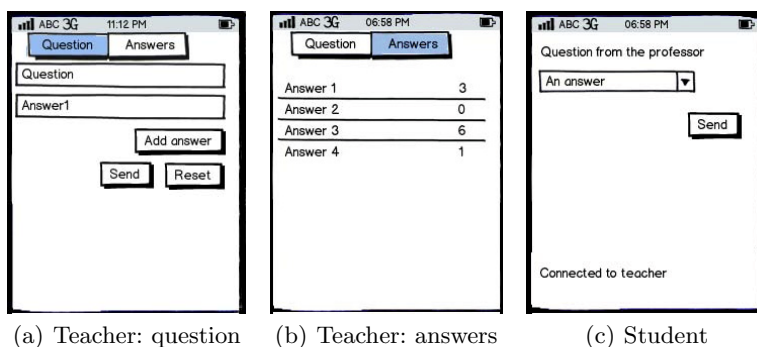 ABC 3G 11:12 PM
Question Answers
Question
Answer1
Add answer
Send Reset
(a) Teacher: question
ABC 3G 06:58 PM
Question Answers
Answer 1 3
Answer 2 0
Answer 3 6
Answer 4 1
(b) Teacher: answers
ABC 3G 06:58 PM
Question from the professor
An answer
Send
Connected to teacher
(c) Student